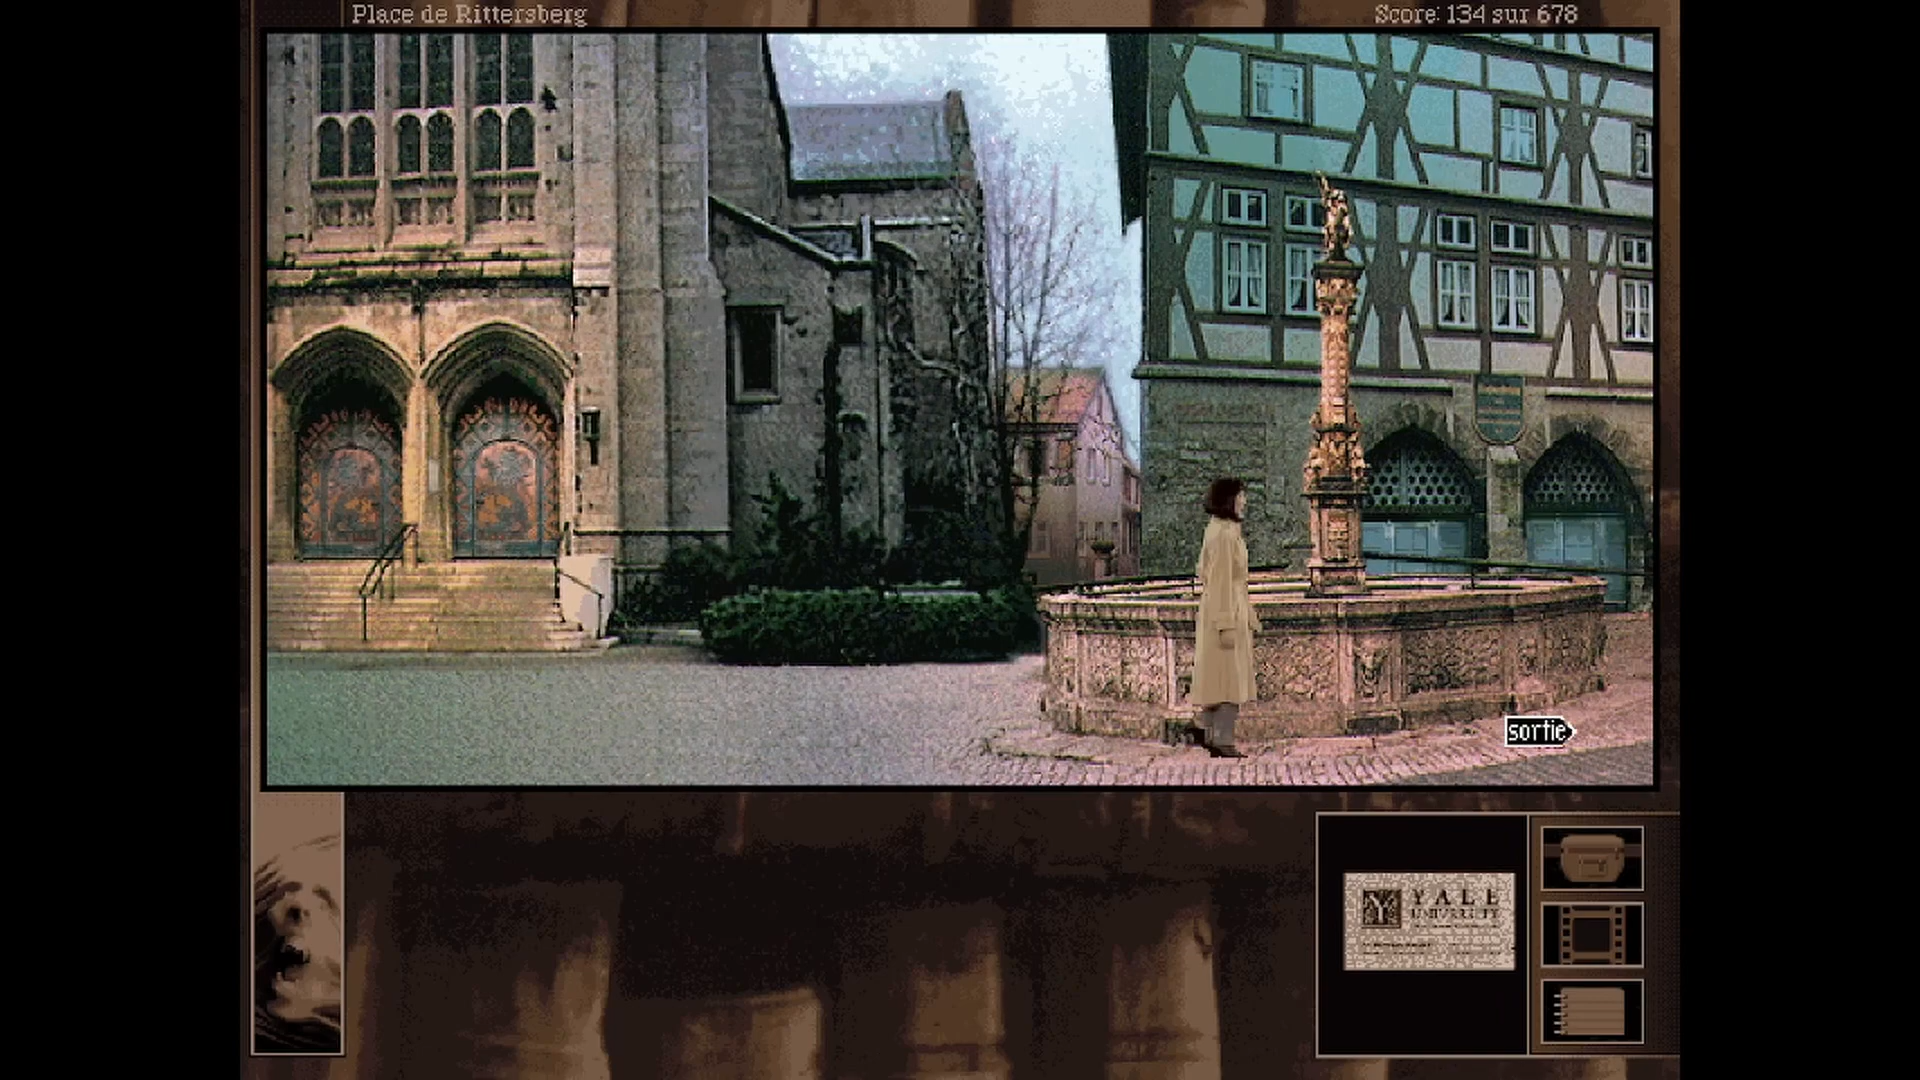 Place de Rittersberg
Score: 134 sur 678
sortie
Y YALE
UNIVERSITY